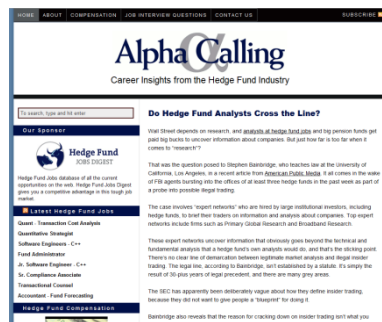 HOME ABOUT COMPENSATION JOB INTERVIEW QUESTIONS CONTACT US SUBSCRIBE
Alpha Calling
α
Career Insights from the Hedge Fund Industry
To search, type and hit enter
Our Sponsor
Hedge Fund
JOBS DIGEST
Hedge Fund Jobs database of all the current
opportunities on the web. Hedge Fund Jobs Digest
gives you a competitive advantage in this tough job
market.
Latest Hedge Fund Jobs
Quant - Transaction Cost Analysis
Quantitative Strategist
Software Engineers - C++
Fund Administrator
Jr. Software Engineer - C++
Sr. Compliance Associate
Transactional Counsel
Accountant - Fund Forecasting
Hedge Fund Compensation
Do Hedge Fund Analysts Cross the Line?
Wall Street depends on research, and analysts at hedge fund jobs and big pension funds get
paid big bucks to uncover information about companies. But just how far is too far when it
comes to "research"?
That was the question posed to Stephen Bainbridge, who teaches law at the University of
California, Los Angeles, in a recent article from American Public Media. It all comes in the wake
of FBI agents bursting into the offices of at least three hedge funds in the past week as part of
a probe into possible illegal trading.
The case involves "expert networks" who are hired by large institutional investors, including
hedge funds, to brief their traders on information and analysis about companies. Top expert
networks include firms such as Primary Global Research and Broadband Research.
These expert networks uncover information that obviously goes beyond the technical and
fundamental analysis that a hedge fund's own analysts would do, and that's the sticking point.
There's no clear line of demarcation between legitimate market analysis and illegal insider
trading. The legal line, according to Bainbridge, isn't established by a statute. It's simply the
result of 30-plus years of legal precedent, and there are many grey areas.
The SEC has apparently been deliberately vague about how they define insider trading,
because they did not want to give people a "blueprint" for doing it.
Bainbridge also reveals that the reason for cracking down on insider trading isn't what you